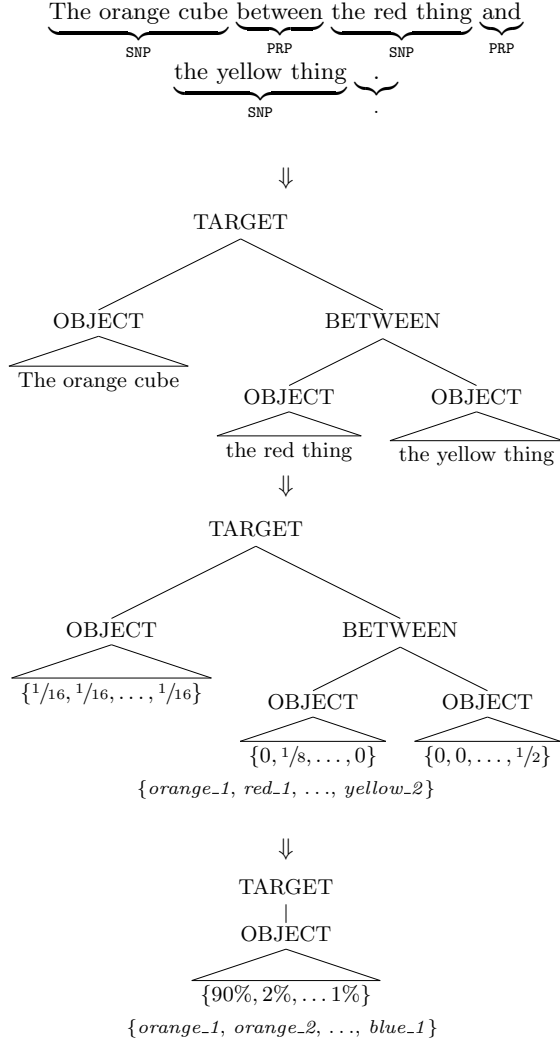 The orange cube between the red thing and
SNP PRP SNP PRP
the yellow thing .
SNP .
⇓
TARGET
OBJECT BETWEEN
The orange cube
OBJECT OBJECT
the red thing the yellow thing
⇓
TARGET
OBJECT BETWEEN
{1/16, 1/16, . . . , 1/16}
OBJECT OBJECT
{0, 1/8, . . . , 0} {0, 0, . . . , 1/2}
{orange_1, red_1, . . ., yellow_2}
⇓
TARGET
OBJECT
{90%, 2%, . . . 1%}
{orange_1, orange_2, . . ., blue_1}